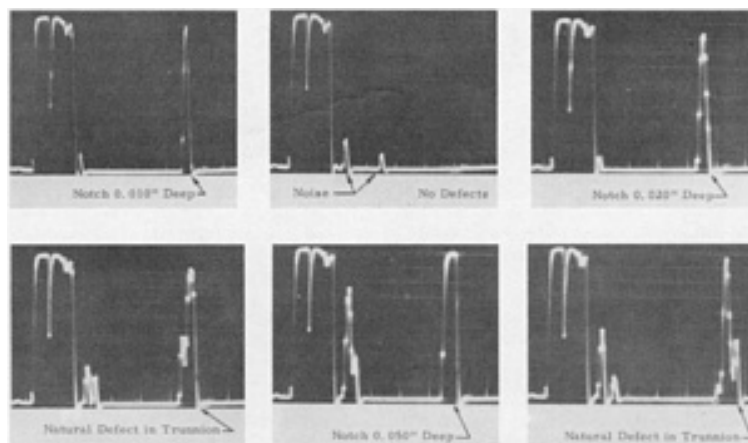 Notch 0.010" Deep
Noise
No Defects
Notch 0.020" Deep
Natural Defect in Trunnion
Notch 0.050" Deep
Natural Defect in Trunnion